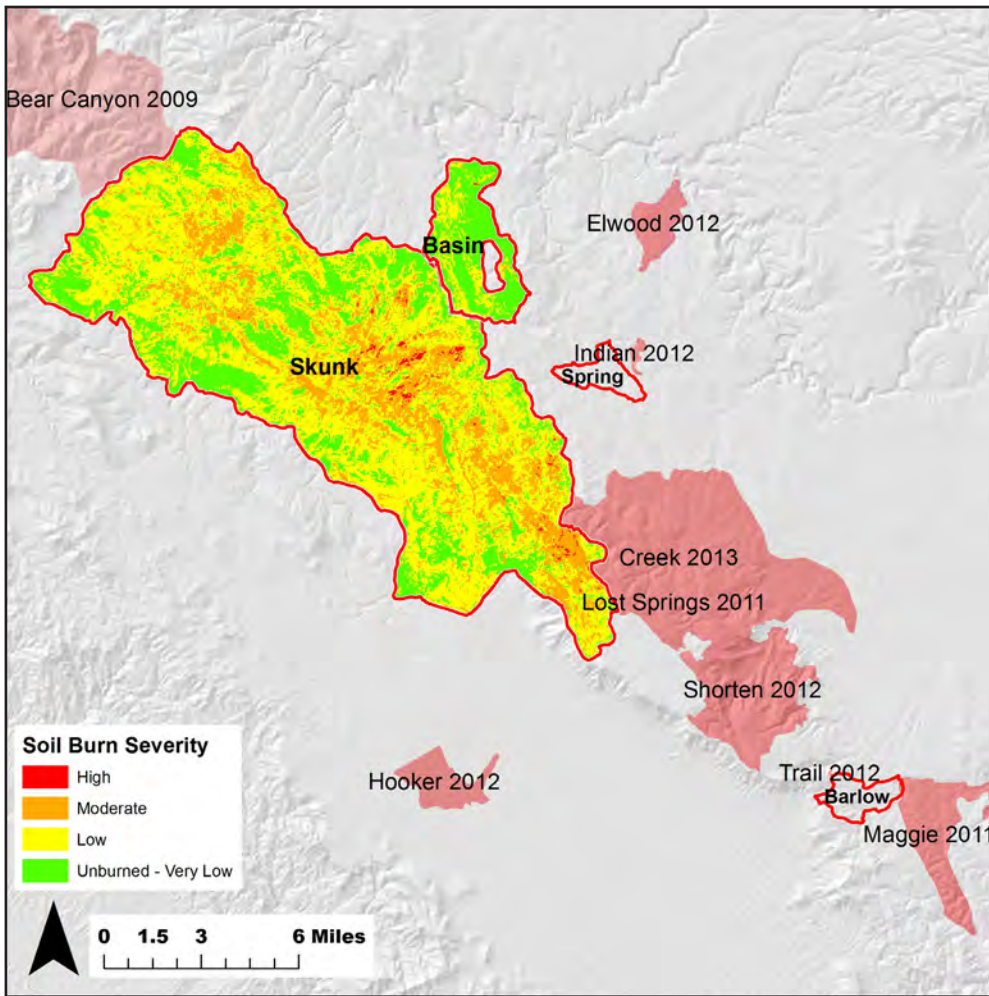 Bear Canyon 2009
Elwood 2012
Basin
Indian 2012
Spring
Skunk
Creek 2013
Lost Springs 2011
Shorten 2012
Hooker 2012
Trail 2012
Barlow
Maggie 2011
Soil Burn Severity
High
Moderate
Low
Unburned - Very Low
0 1.5 3 6 Miles